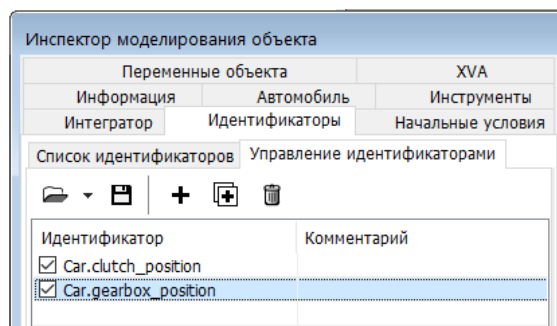 Инспектор моделирования объекта
Переменные объекта XVA
Информация Автомобиль Инструменты
Интегратор Идентификаторы Начальные условия
Список идентификаторов Управление идентификаторами
Идентификатор Комментарий
Car.clutch_position
Car.gearbox_position